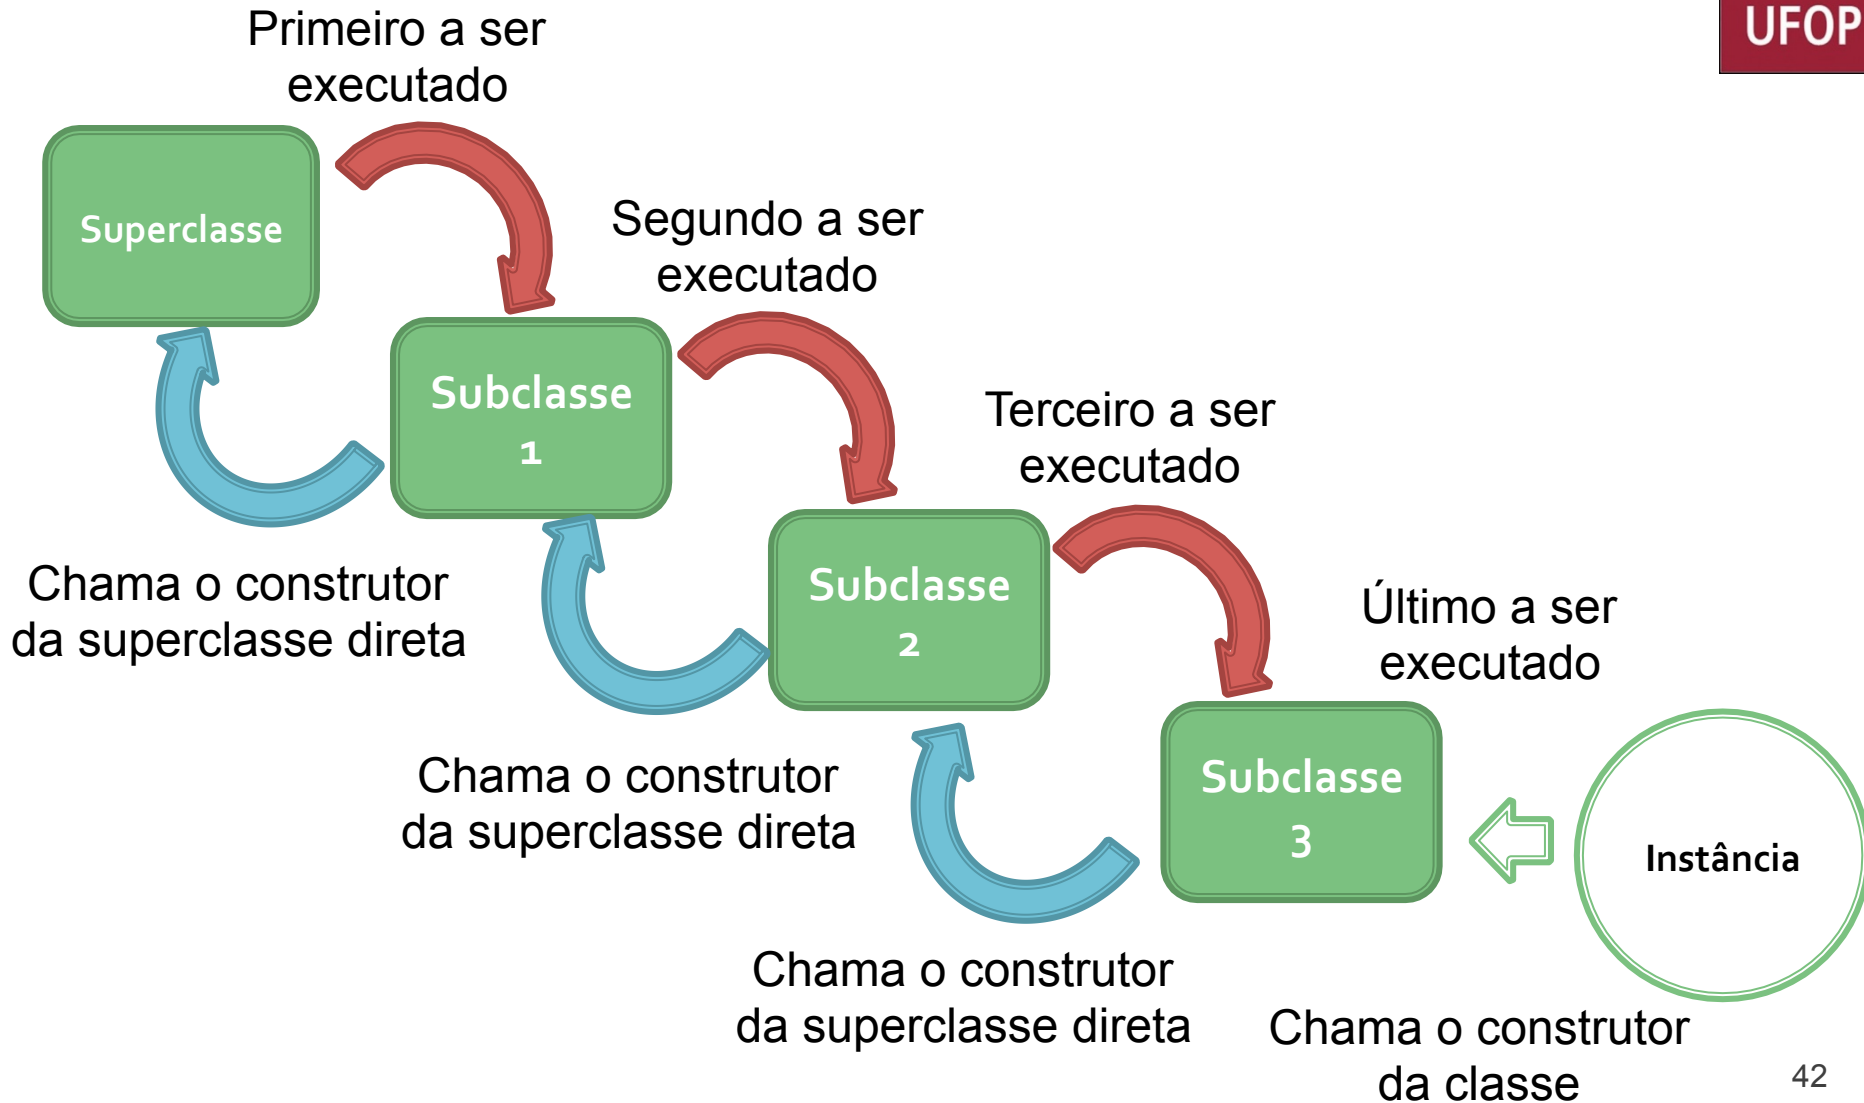 UFOP
Primeiro a ser
executado
Superclasse
Segundo a ser
executado
Subclasse
1
Terceiro a ser
executado
Chama o construtor
da superclasse direta
Subclasse
2
Último a ser
executado
Chama o construtor
da superclasse direta
Subclasse
3
Instância
Chama o construtor
da superclasse direta
Chama o construtor
da classe
42